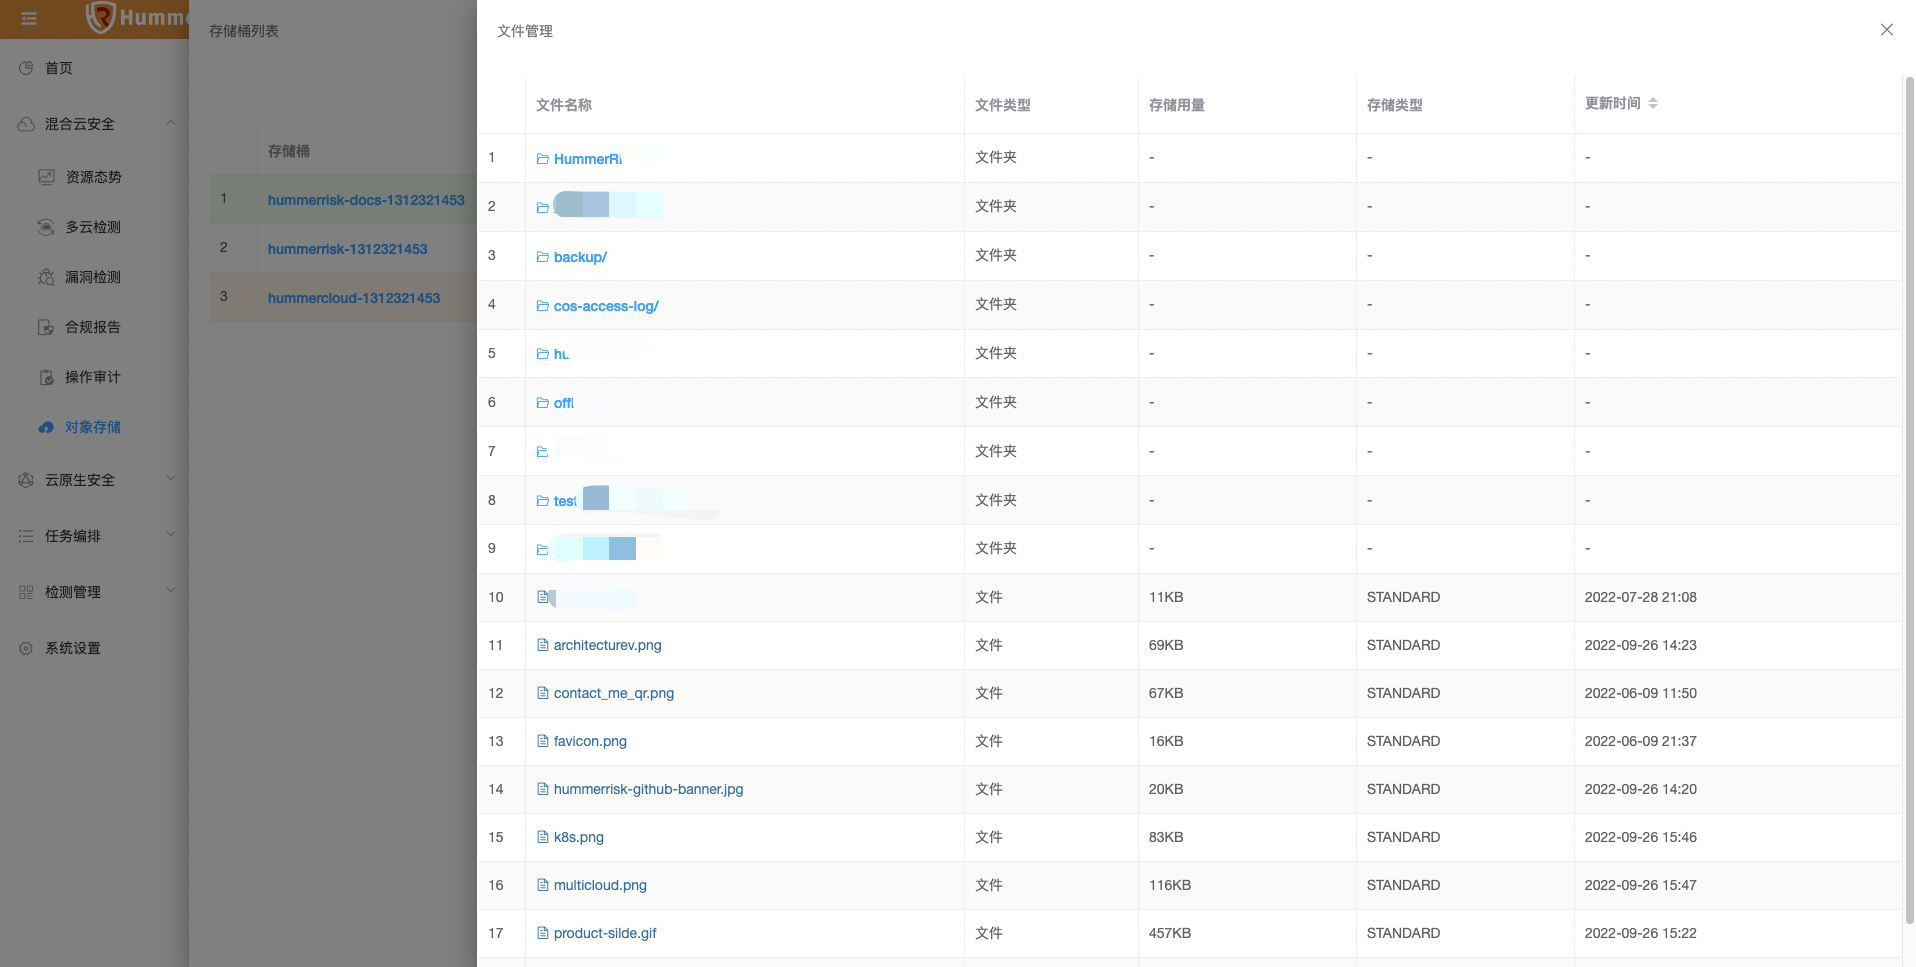 Humme
首页
混合云安全
资源态势
多云检测
漏洞检测
合规报告
操作审计
对象存储
云原生安全
任务编排
检测管理
系统设置
存储桶列表
存储桶
1 hummerrisk-docs-1312321453
2 hummerrisk-1312321453
3 hummercloud-1312321453
文件管理
文件名称 文件类型 存储用量 存储类型 更新时间
1 HummerRi 文件夹 - - -
2 文件夹 - - -
3 backup/ 文件夹 - - -
4 cos-access-log/ 文件夹 - - -
5 文件夹 - - -
6 文件夹 - - -
7 文件夹 - - -
8 test 文件夹 - - -
9 文件夹 - - -
10 文件 11KB STANDARD 2022-07-28 21:08
11 architecturev.png 文件 69KB STANDARD 2022-09-26 14:23
12 contact_me_qr.png 文件 67KB STANDARD 2022-06-09 11:50
13 favicon.png 文件 16KB STANDARD 2022-06-09 21:37
14 hummerrisk-github-banner.jpg 文件 20KB STANDARD 2022-09-26 14:20
15 k8s.png 文件 83KB STANDARD 2022-09-26 15:46
16 multicloud.png 文件 116KB STANDARD 2022-09-26 15:47
17 product-silde.gif 文件 457KB STANDARD 2022-09-26 15:22